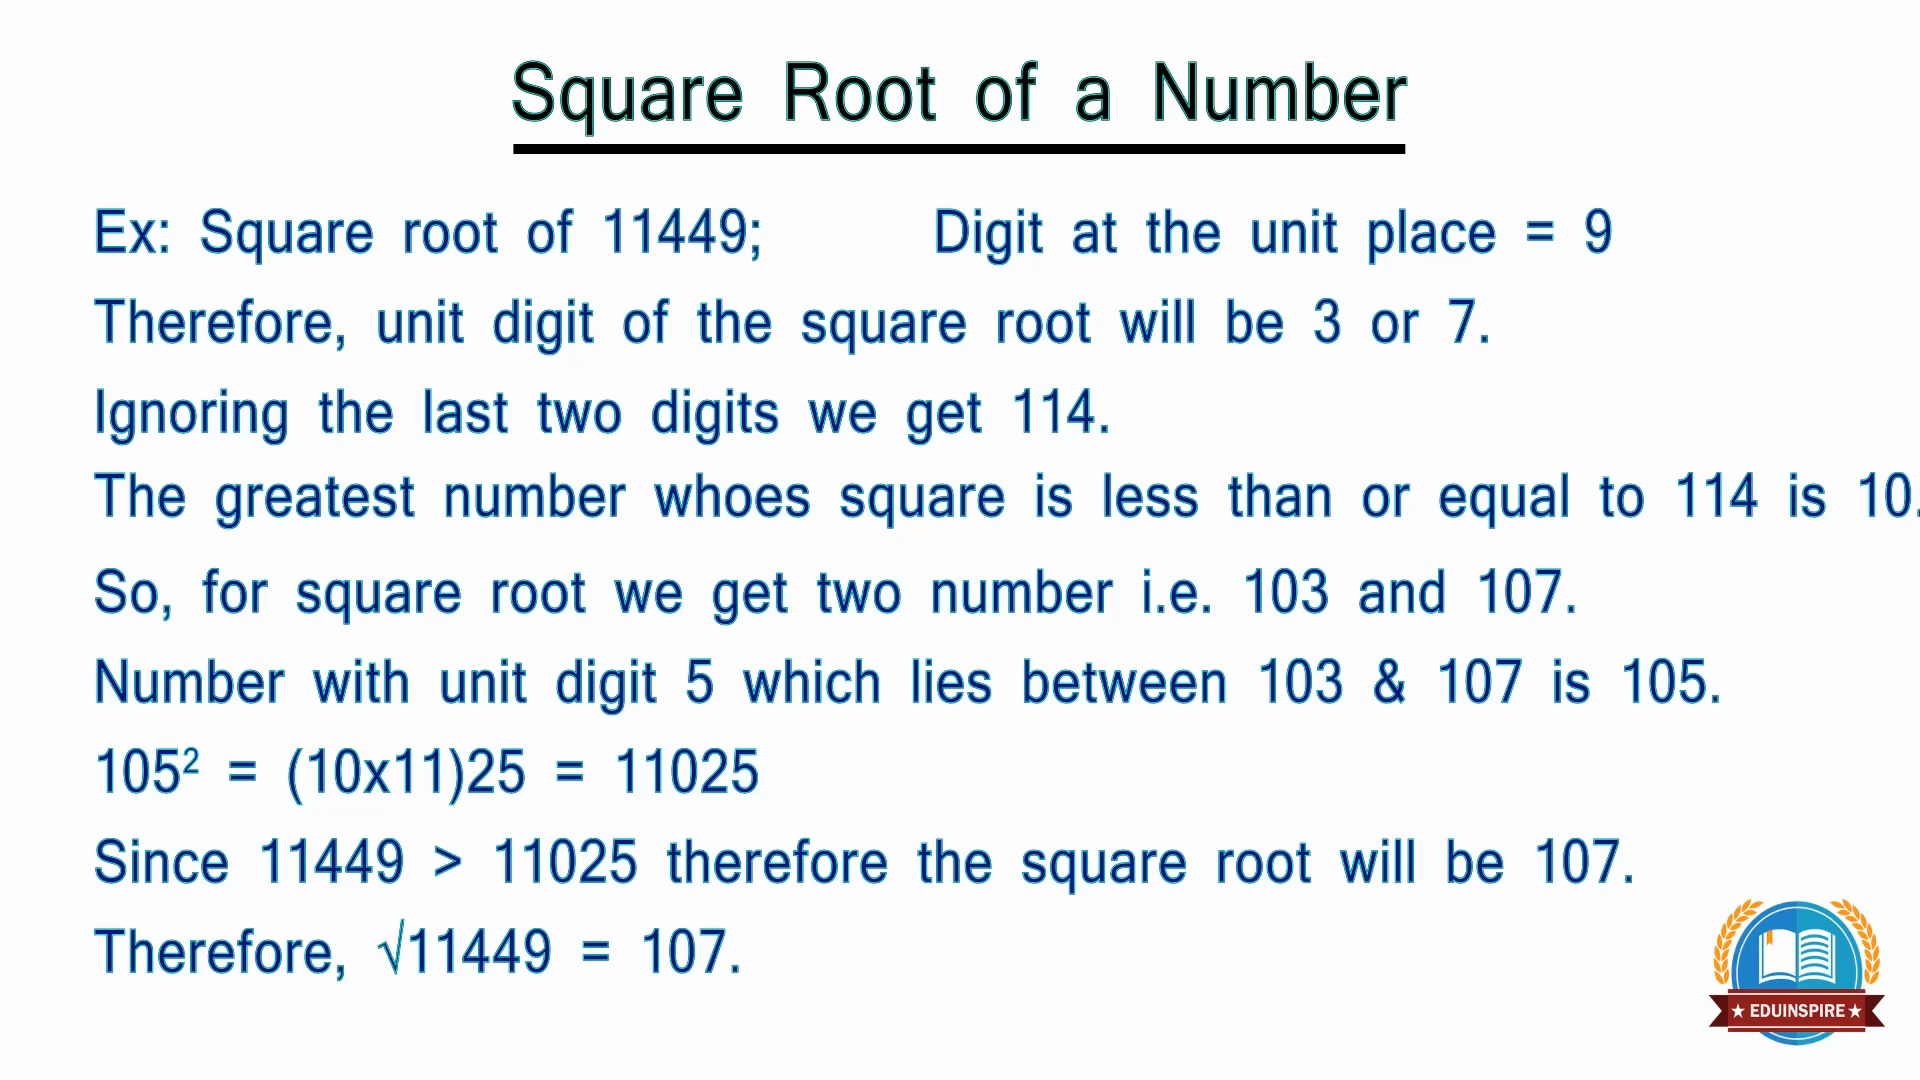 Square Root of a Number
Ex: Square root of 11449; Digit at the unit place = 9
Therefore, unit digit of the square root will be 3 or 7.
Ignoring the last two digits we get 114.
The greatest number whoes square is less than or equal to 114 is 10.
So, for square root we get two number i.e. 103 and 107.
Number with unit digit 5 which lies between 103 & 107 is 105.
105² = (10x11)25 = 11025
Since 11449 > 11025 therefore the square root will be 107.
Therefore, √11449 = 107.
★ EDUINSPIRE ★